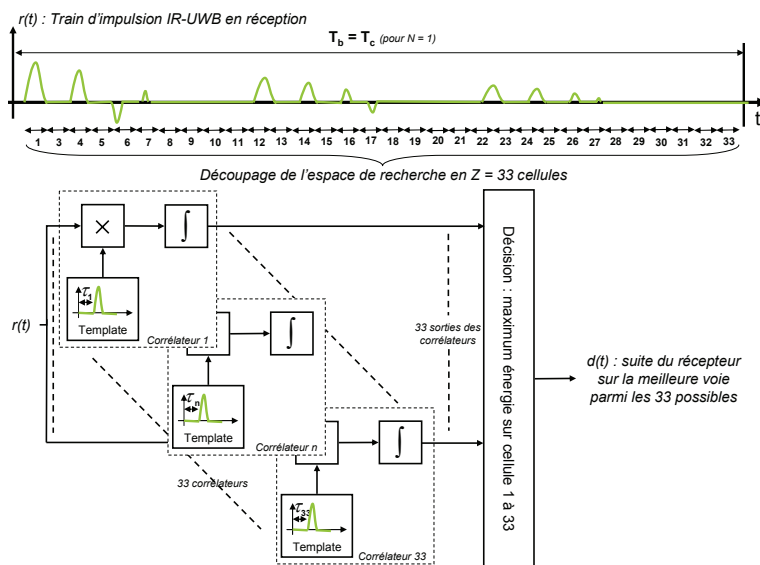 r(t) : Train d'impulsion IR-UWB en réception
T_b = T_c (pour N = 1)
t
1 3 4 5 6 7 8 9 10 11 12 13 14 15 16 17 18 19 20 21 22 23 24 25 26 27 28 29 30 31 32 33
Découpage de l'espace de recherche en Z = 33 cellules
×
∫
τ_1
Template
Corrélateur 1
r(t)
∫
τ_n
Template
Corrélateur n
33 corrélateurs
∫
τ_33
Template
Corrélateur 33
33 sorties des
corrélateurs
Décision : maximum énergie sur cellule 1 à 33
d(t) : suite du récepteur
sur la meilleure voie
parmi les 33 possibles